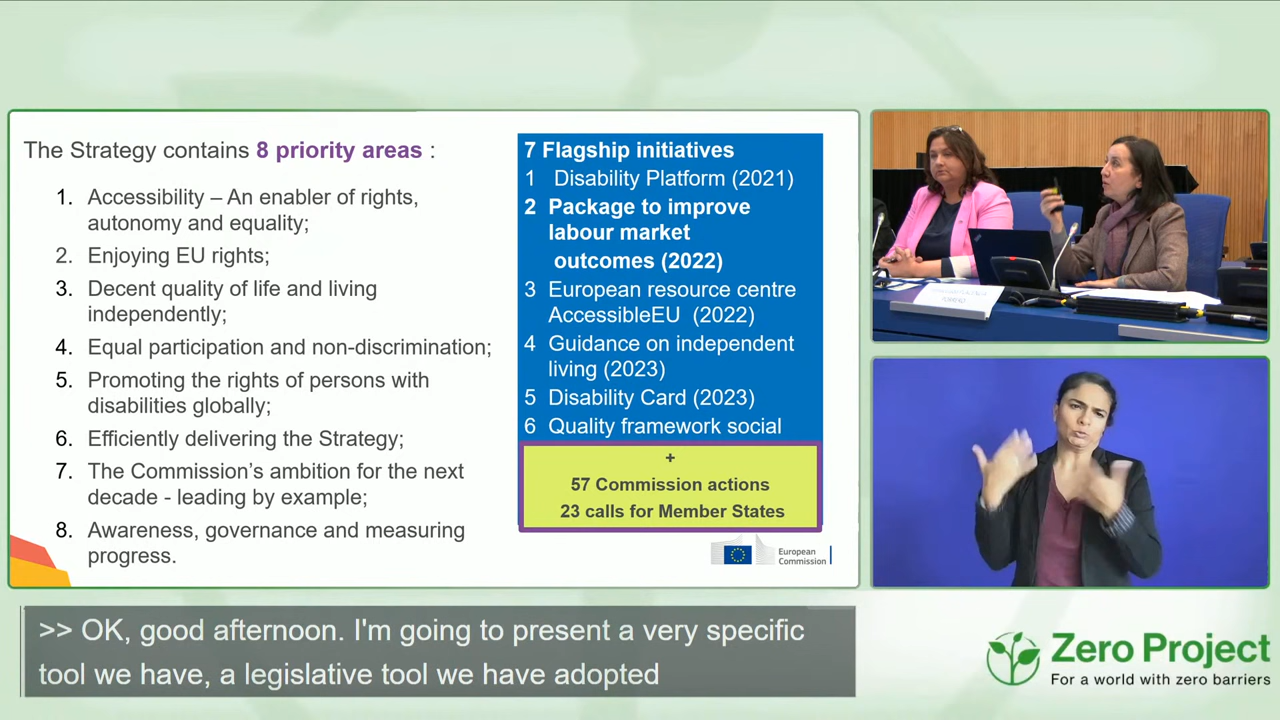 The Strategy contains 8 priority areas :
1. Accessibility – An enabler of rights,
autonomy and equality;
2. Enjoying EU rights;
3. Decent quality of life and living
independently;
4. Equal participation and non-discrimination;
5. Promoting the rights of persons with
disabilities globally;
6. Efficiently delivering the Strategy;
7. The Commission's ambition for the next
decade - leading by example;
8. Awareness, governance and measuring
progress.
7 Flagship initiatives
1 Disability Platform (2021)
2 Package to improve
labour market
outcomes (2022)
3 European resource centre
AccessibleEU (2022)
4 Guidance on independent
living (2023)
5 Disability Card (2023)
6 Quality framework social
+
57 Commission actions
23 calls for Member States
European
Commission
>> OK, good afternoon. I'm going to present a very specific
tool we have, a legislative tool we have adopted
Zero Project
For a world with zero barriers